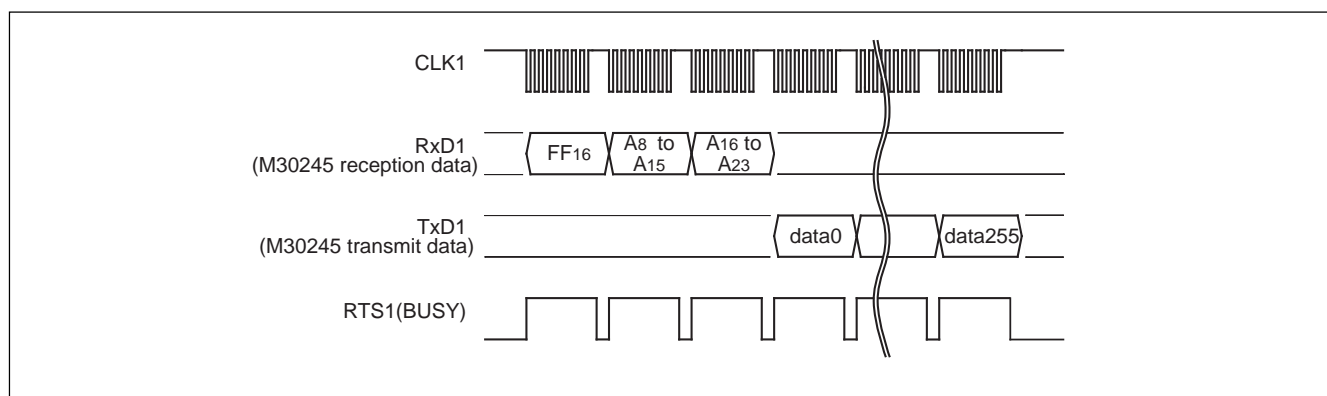 CLK1
RxD1
(M30245 reception data)
FF16
A8 to
A15
A16 to
A23
TxD1
(M30245 transmit data)
data0
data255
RTS1(BUSY)